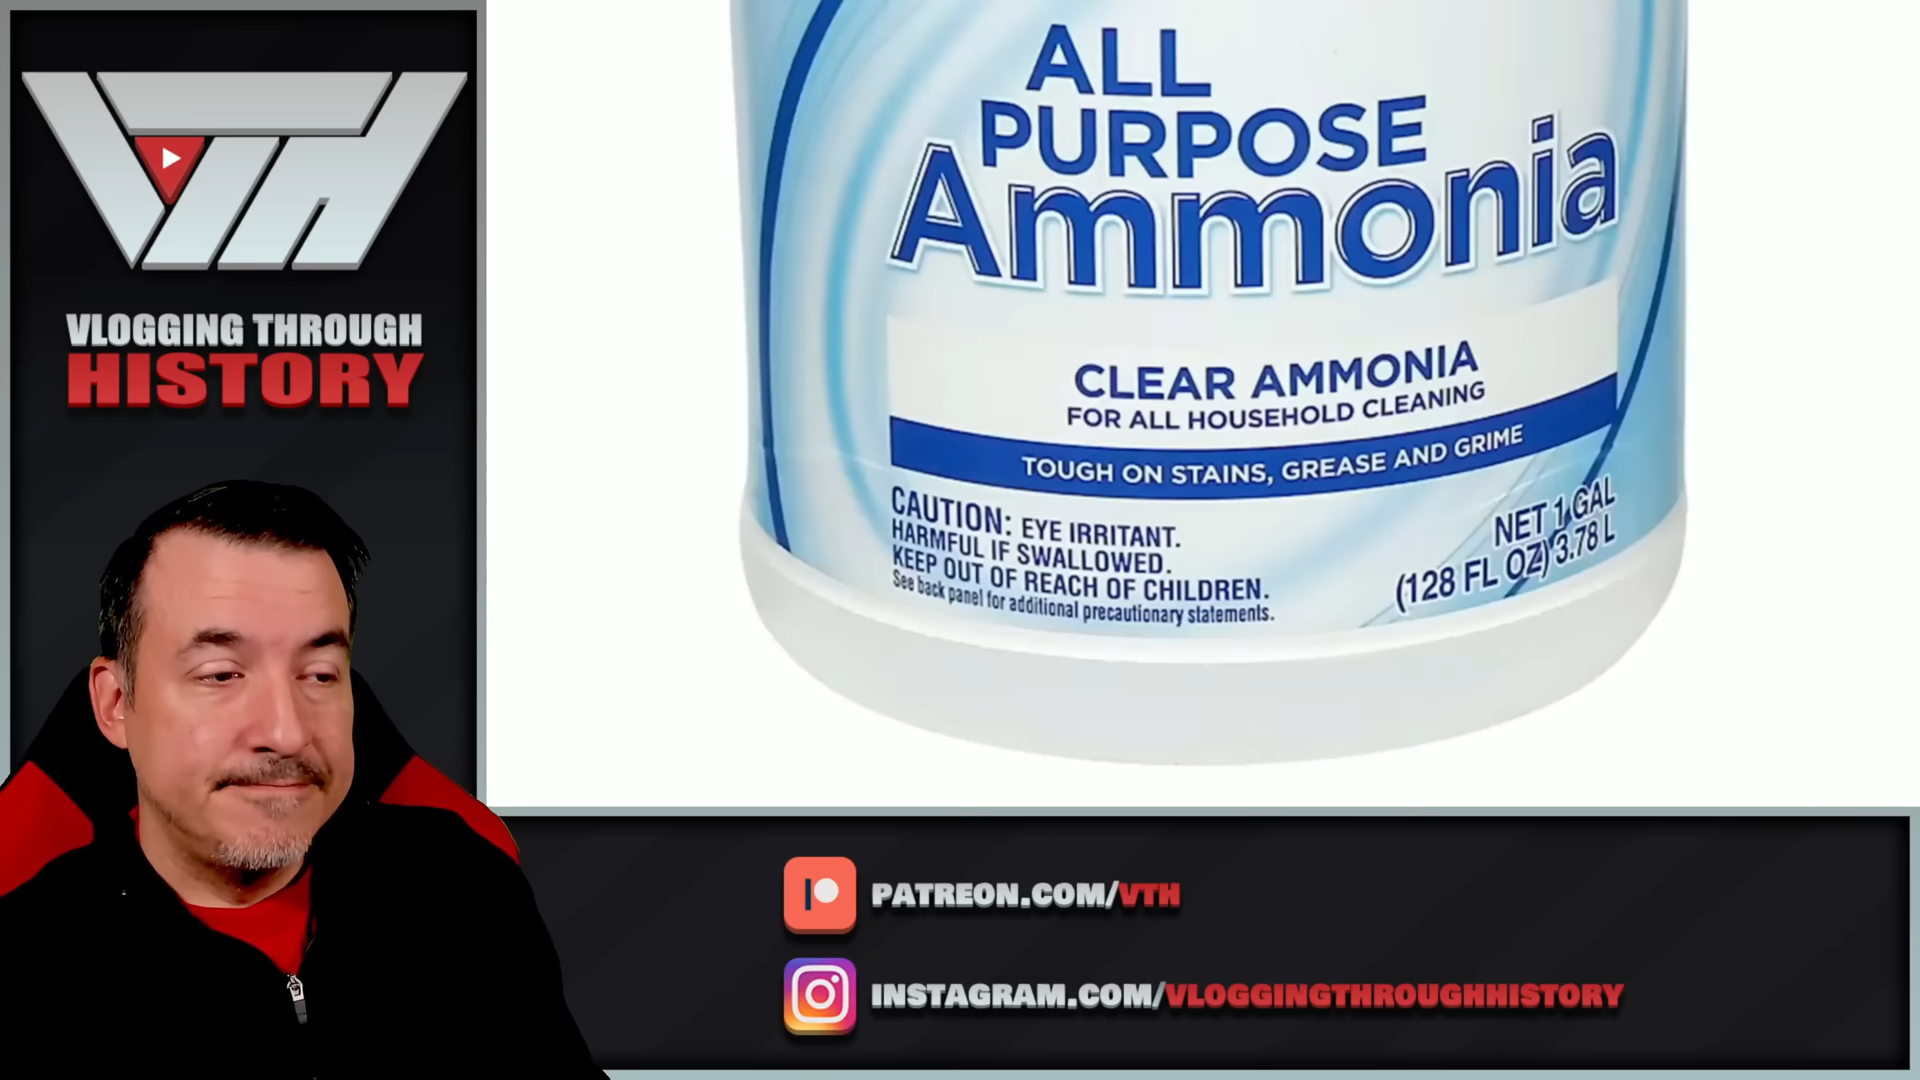 VTH
VLOGGING THROUGH
HISTORY
ALL
PURPOSE
Ammonia
CLEAR AMMONIA
FOR ALL HOUSEHOLD CLEANING
TOUGH ON STAINS, GREASE AND GRIME
CAUTION: EYE IRRITANT.
HARMFUL IF SWALLOWED.
KEEP OUT OF REACH OF CHILDREN.
See back panel for additional precautionary statements.
NET 1 GAL
(128 FL OZ) 3.78 L
PATREON.COM/VTH
INSTAGRAM.COM/VLOGGINGTHROUGHHISTORY